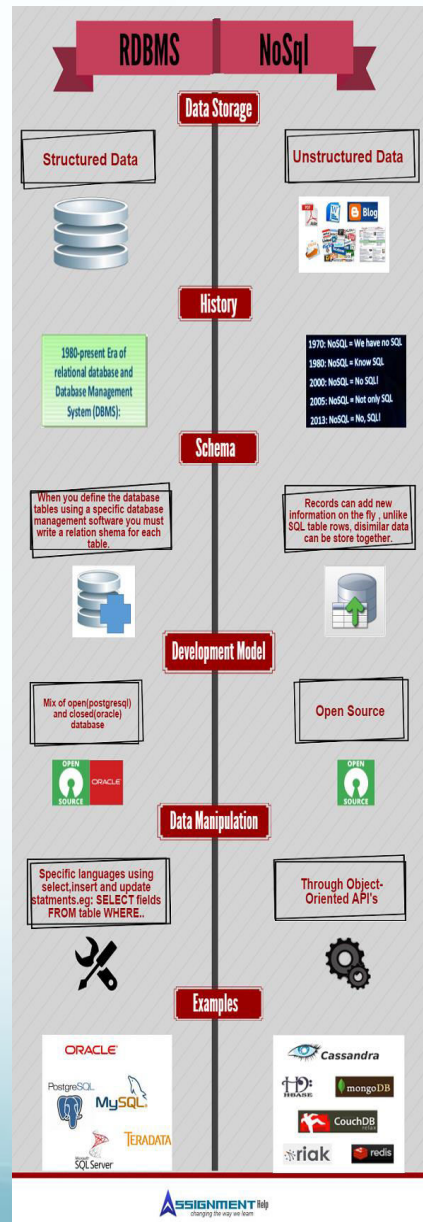 RDBMS
NoSql
Data Storage
Structured Data
Unstructured Data
Blog
History
1980-present Era of
relational database and
Database Management
System (DBMS):
1970: NoSQL = We have no SQL
1980: NoSQL = Know SQL
2000: NoSQL = No SQL!
2005: NoSQL = Not only SQL
2013: NoSQL = No, SQL!
Schema
When you define the database
tables using a specific database
management software you must
write a relation shema for each
table.
Records can add new
information on the fly , unlike
SQL table rows, disimilar data
can be store together.
Development Model
Mix of open(postgresql)
and closed(oracle)
database
Open Source
OPEN
SOURCE
ORACLE
OPEN
SOURCE
Data Manipulation
Specific languages using
select,insert and update
statments.eg: SELECT fields
FROM table WHERE..
Through Object-
Oriented API's
Examples
ORACLE
PostgreSQL
MySQL
Microsoft
SQL Server
TERADATA
Cassandra
HBASE
mongoDB
CouchDB
relax
riak
redis
ASSIGNMENT Help
changing the way we learn